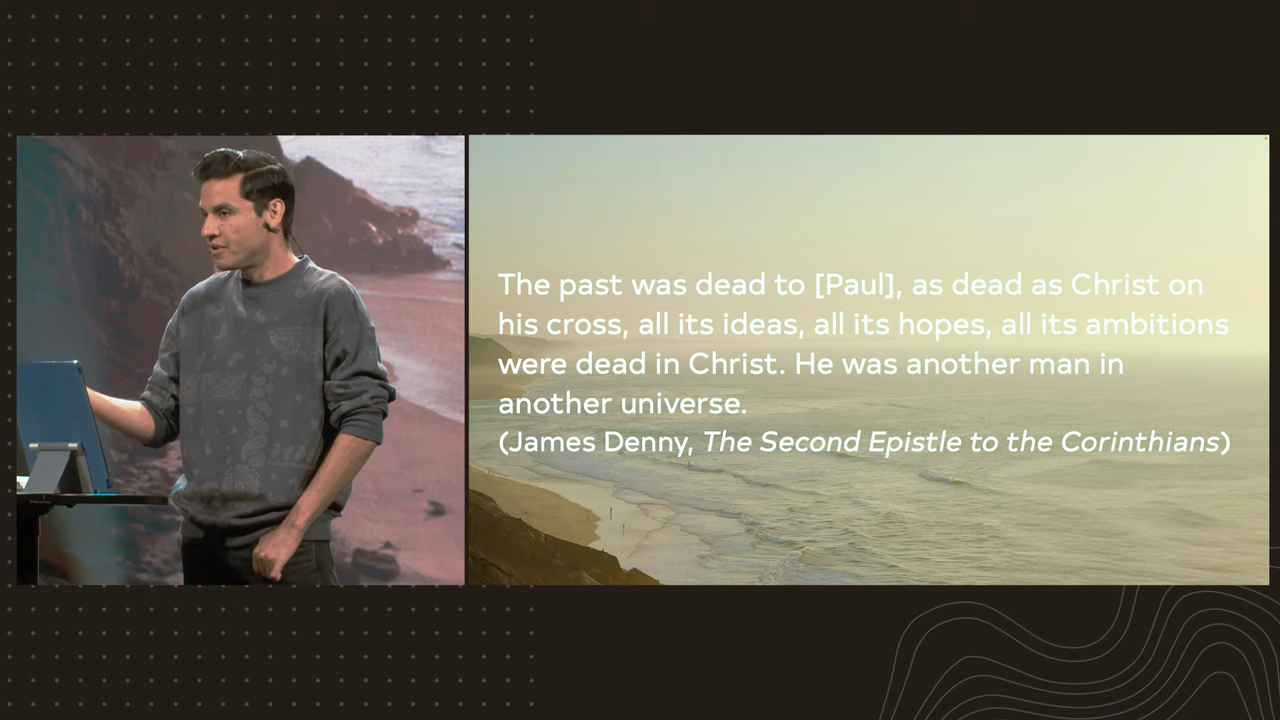 The past was dead to [Paul], as dead as Christ on
his cross, all its ideas, all its hopes, all its ambitions
were dead in Christ. He was another man in
another universe.
(James Denny, The Second Epistle to the Corinthians)